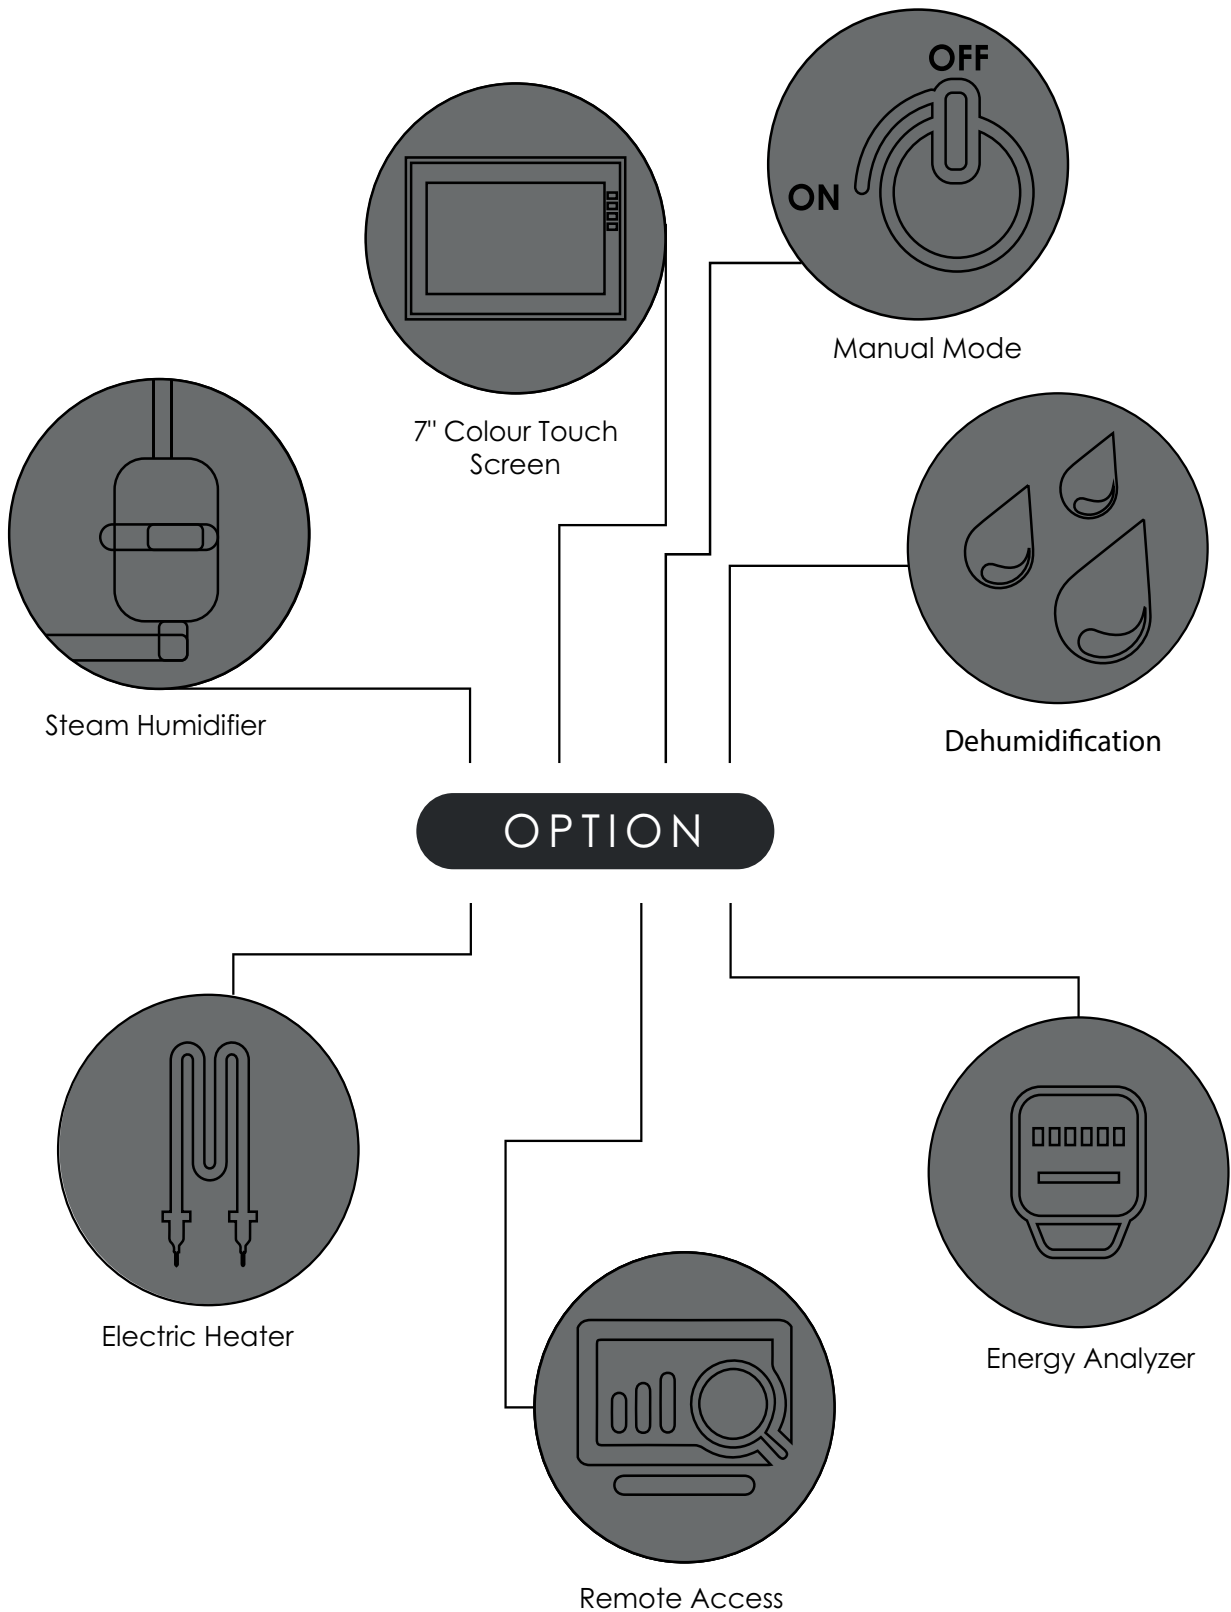 OFF
ON
Manual Mode
7" Colour Touch
Screen
Steam Humidifier
Dehumidification
OPTION
Electric Heater
Energy Analyzer
Remote Access